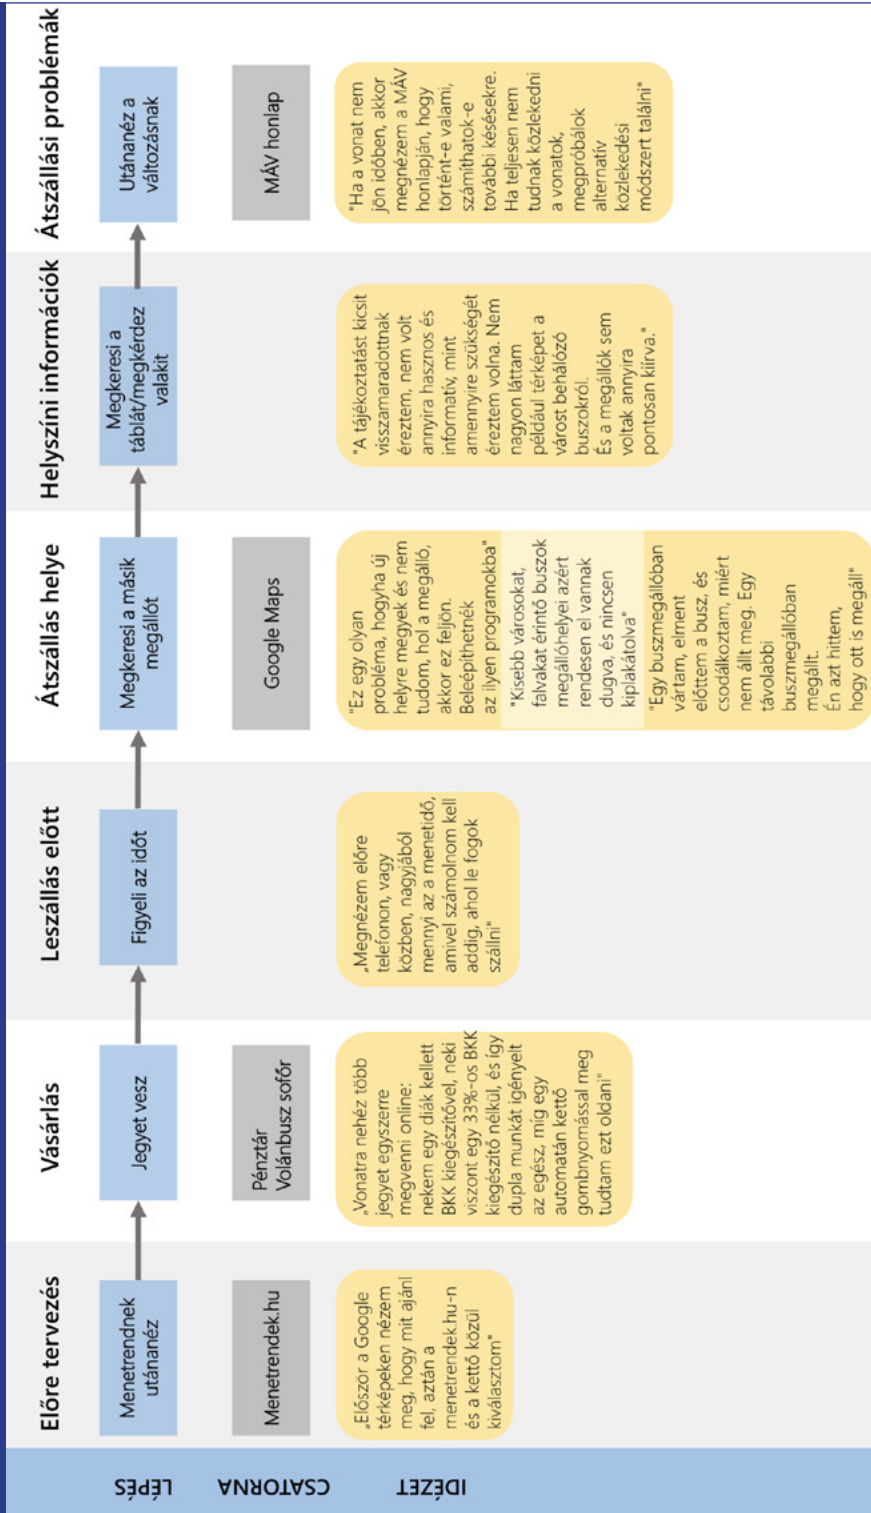 Előre tervezés
Vásárlás
Leszállás előtt
Átszállás helye
Helyszíni információk
Átszállási problémák
LÉPÉS
Menetrendnek
utánanéz
Jegyet vesz
Figyeli az időt
Megkeresi a másik
megállót
Megkeresi a
táblát/megkérdez
valakit
Utánanéz a
változásnak
CSATORNA
Menetrendek.hu
Pénztár
Volánbusz sofőr
Google Maps
MÁV honlap
IDÉZET
„Először a Google
térképeken nézem
meg, hogy mit ajánl
fel, aztán a
menetrendek.hu-n
és a kettő közül
kiválasztom"
„Vonatra nehéz több
jegyet egyszerre
megvenni online:
nekem egy diák kellett
BKK kiegészítővel, neki
viszont egy 33%-os BKK
kiegészítő nélkül, és így
dupla munkát igényelt
az egész, míg egy
automatán kettő
gombnyomással meg
tudtam ezt oldani"
„Megnézem előre
telefonon, vagy
közben, nagyjából
mennyi az a menetidő,
amivel számolnom kell
addig, ahol le fogok
szállni"
"Ez egy olyan
probléma, hogyha új
helyre megyek és nem
tudom, hol a megálló,
akkor ez feljön.
Beleépíthetnék
az ilyen programokba"
"Kisebb városokat,
falvakat érintő buszok
megállóhelyei azért
rendesen el vannak
dugva, és nincsen
kiplakátolva"
"Egy buszmegállóban
vártam, elment
előttem a busz, és
csodálkoztam, miért
nem állt meg. Egy
távolabbi
buszmegállóban
megállt.
Én azt hittem,
hogy ott is megáll"
"A tájékoztatást kicsit
visszamaradottnak
éreztem, nem volt
annyira hasznos és
informatív, mint
amennyire szükségét
éreztem volna. Nem
nagyon láttam
például térképet a
várost behálózó
buszokról.
És a megállók sem
voltak annyira
pontosan kiírva."
"Ha a vonat nem
jön időben, akkor
megnézem a MÁV
honlapján, hogy
történt-e valami,
számíthatok-e
további késésekre.
Ha teljesen nem
tudnak közlekedni
a vonatok,
megpróbálok
alternatív
közlekedési
módszert találni"